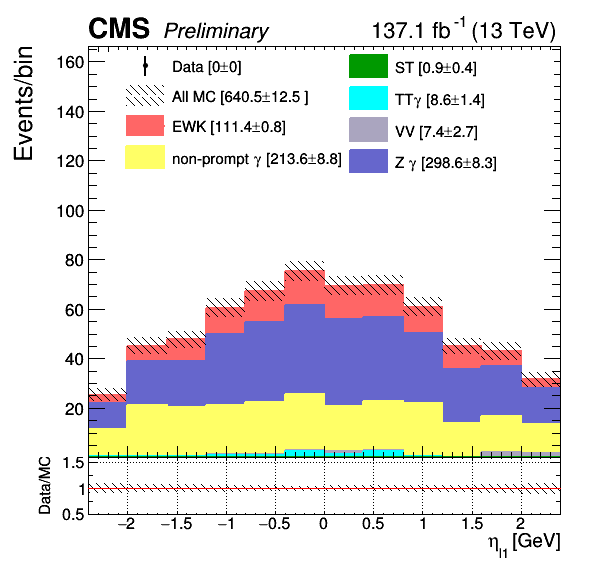 CMS Preliminary 137.1 fb⁻¹ (13 TeV)
Events/bin
Data [0±0]
All MC [640.5±12.5 ]
EWK [111.4±0.8]
non-prompt γ [213.6±8.8]
ST [0.9±0.4]
TTγ [8.6±1.4]
VV [7.4±2.7]
Z γ [298.6±8.3]
160
140
120
100
80
60
40
20
Data/MC
1.5
1
0.5
−2 −1.5 −1 −0.5 0 0.5 1 1.5 2
η_l1 [GeV]